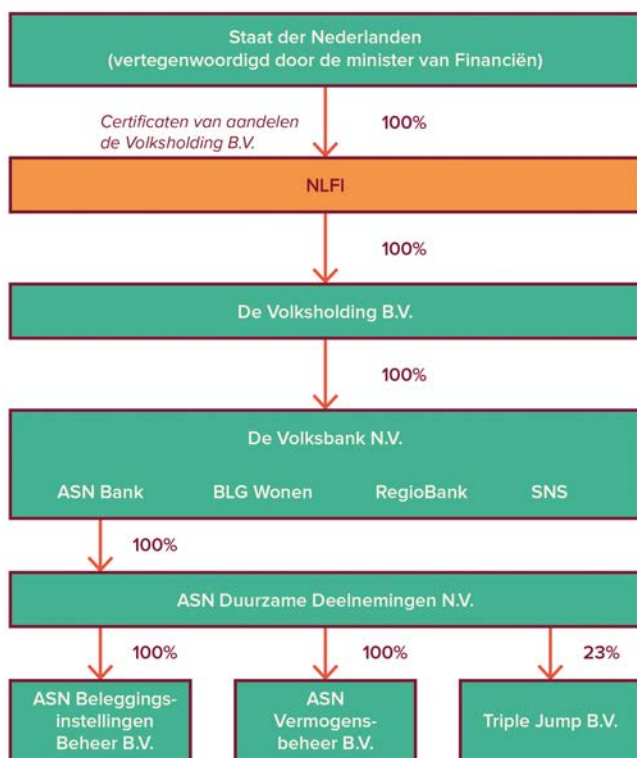 Staat der Nederlanden
(vertegenwoordigd door de minister van Financiën)
Certificaten van aandelen
de Volksholding B.V.
100%
NLFI
100%
De Volksholding B.V.
100%
De Volksbank N.V.
ASN Bank BLG Wonen RegioBank SNS
100%
ASN Duurzame Deelnemingen N.V.
100% 100% 23%
ASN Beleggings-
instellingen
Beheer B.V.
ASN
Vermogens-
beheer B.V.
Triple Jump B.V.